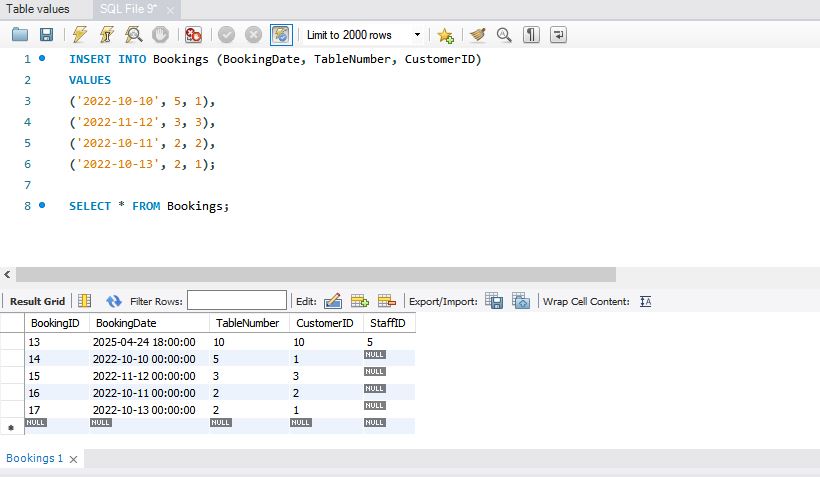 Table values
SQL File 9*
Limit to 2000 rows
1 INSERT INTO Bookings (BookingDate, TableNumber, CustomerID)
2 VALUES
3 ('2022-10-10', 5, 1),
4 ('2022-11-12', 3, 3),
5 ('2022-10-11', 2, 2),
6 ('2022-10-13', 2, 1);
7
8 SELECT * FROM Bookings;
Result Grid Filter Rows: Edit: Export/Import: Wrap Cell Content: IA
BookingID BookingDate TableNumber CustomerID StaffID
13 2025-04-24 18:00:00 10 10 5
14 2022-10-10 00:00:00 5 1 NULL
15 2022-11-12 00:00:00 3 3 NULL
16 2022-10-11 00:00:00 2 2 NULL
17 2022-10-13 00:00:00 2 1 NULL
NULL NULL NULL NULL NULL
Bookings 1